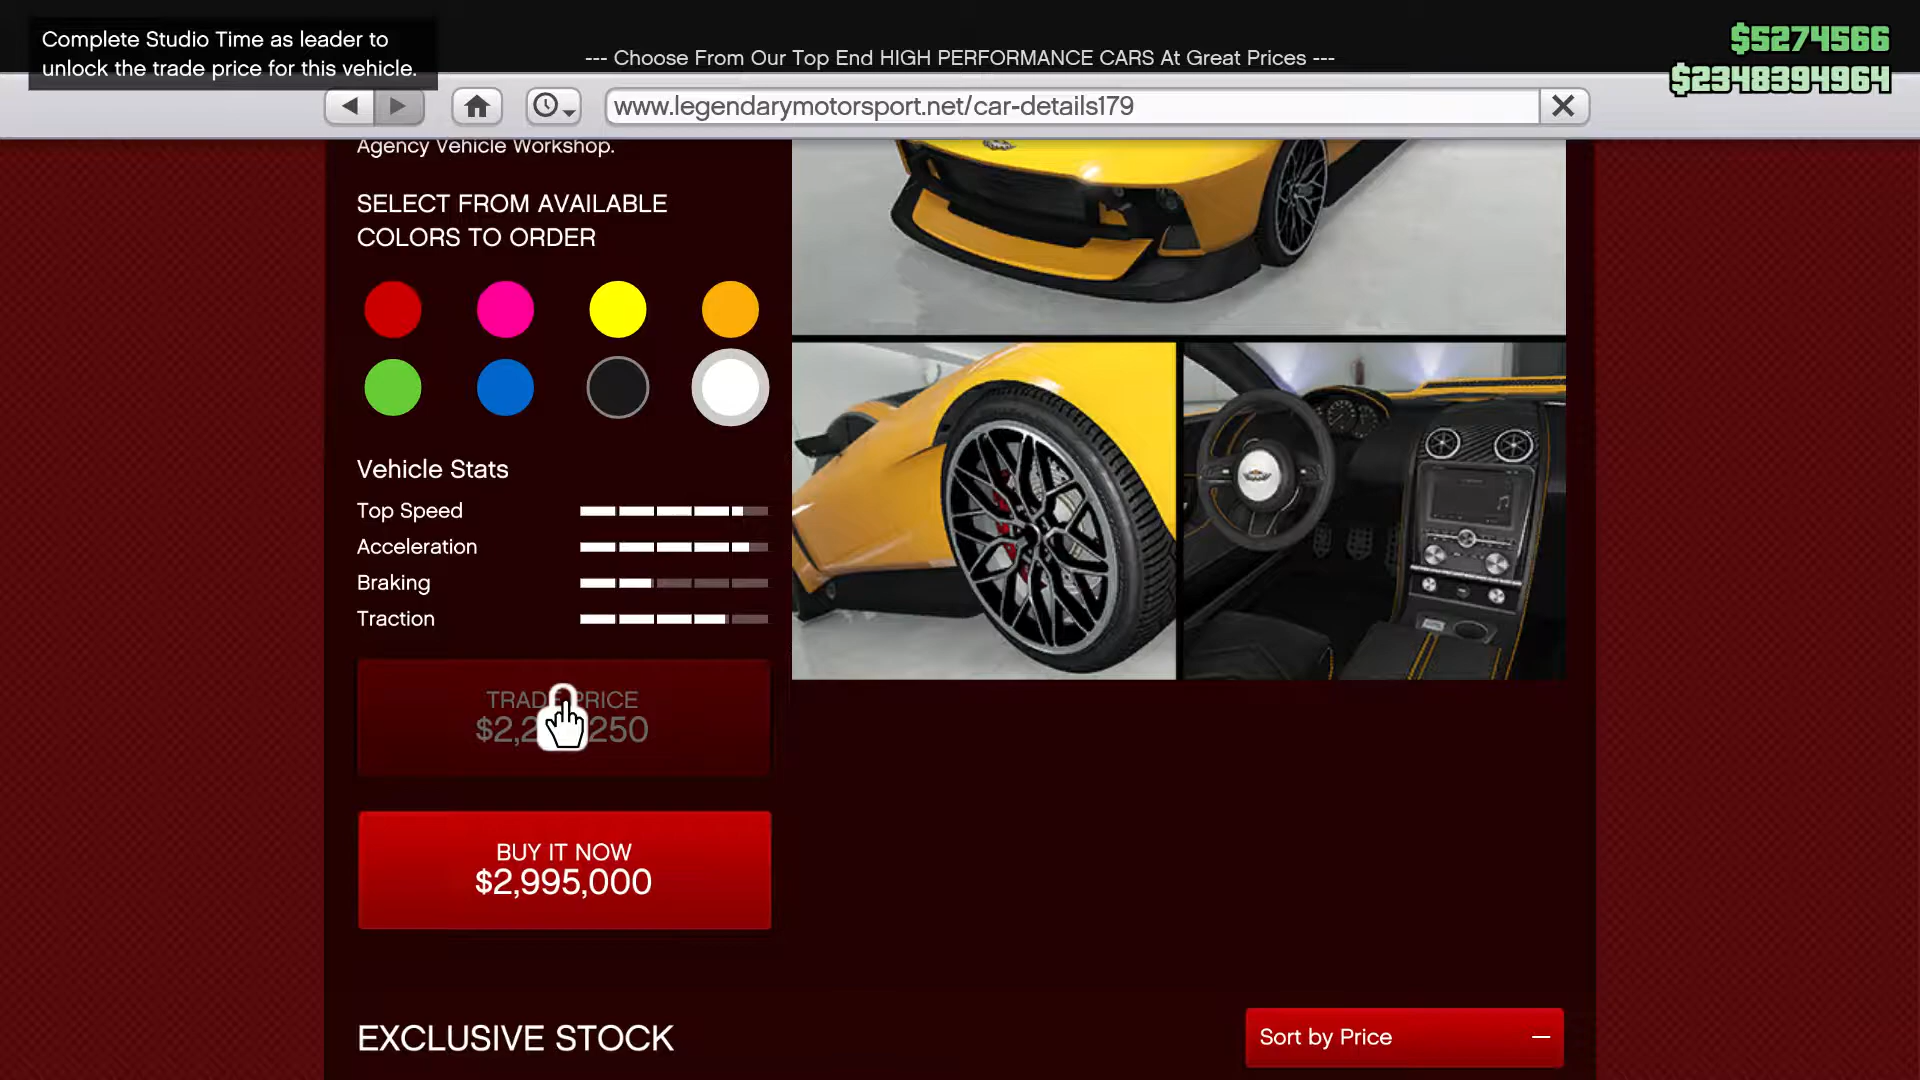 Complete Studio Time as leader to
unlock the trade price for this vehicle.
--- Choose From Our Top End HIGH PERFORMANCE CARS At Great Prices ---
$5274566
$2348394964
www.legendarymotorsport.net/car-details179
Agency Vehicle Workshop.
SELECT FROM AVAILABLE
COLORS TO ORDER
Vehicle Stats
Top Speed
Acceleration
Braking
Traction
TRADE PRICE
BUY IT NOW
$2,995,000
EXCLUSIVE STOCK
Sort by Price